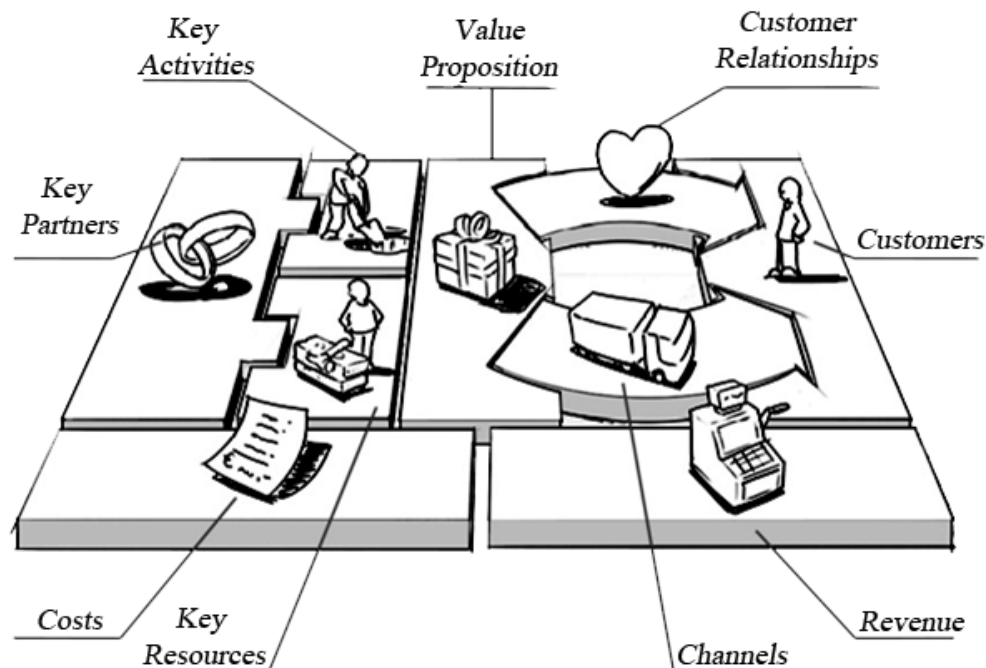 Key
Activities
Value
Proposition
Customer
Relationships
Key
Partners
Customers
Costs
Key
Resources
Channels
Revenue